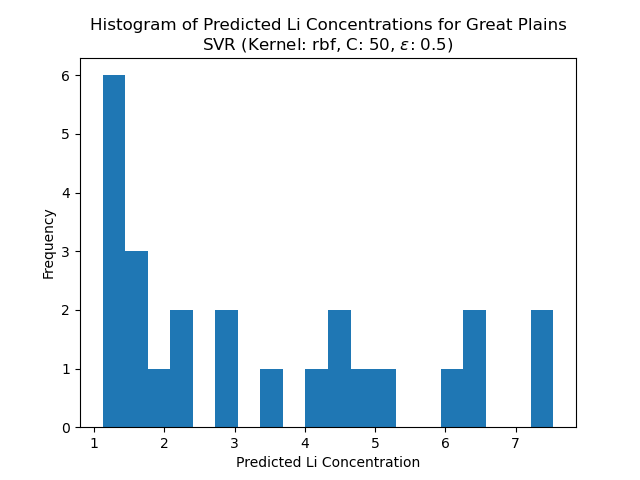 Histogram of Predicted Li Concentrations for Great Plains
SVR (Kernel: rbf, C: 50, ε: 0.5)
6
5
4
3
2
1
0
Frequency
1 2 3 4 5 6 7
Predicted Li Concentration